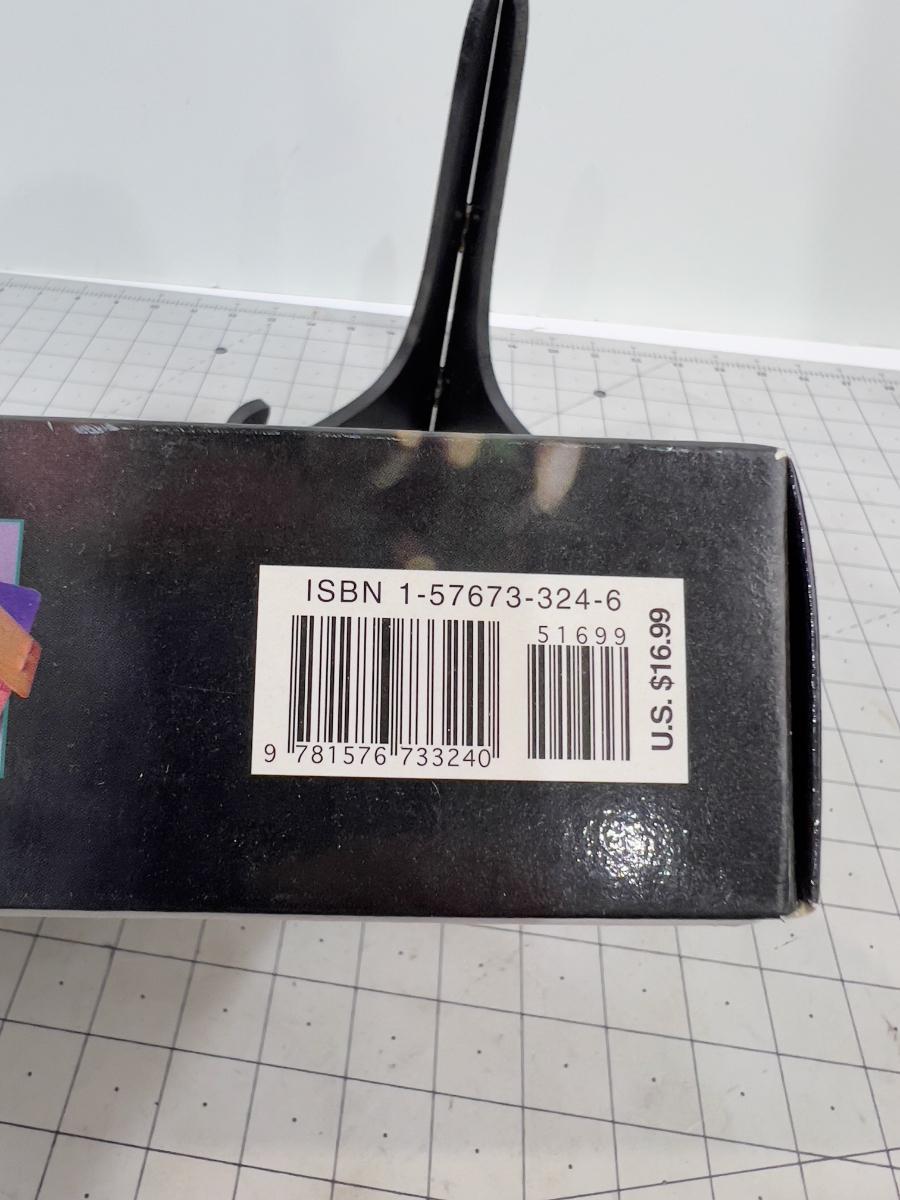 ISBN 1-57673-324-6
51699
9 781576 733240
U.S. $16.99